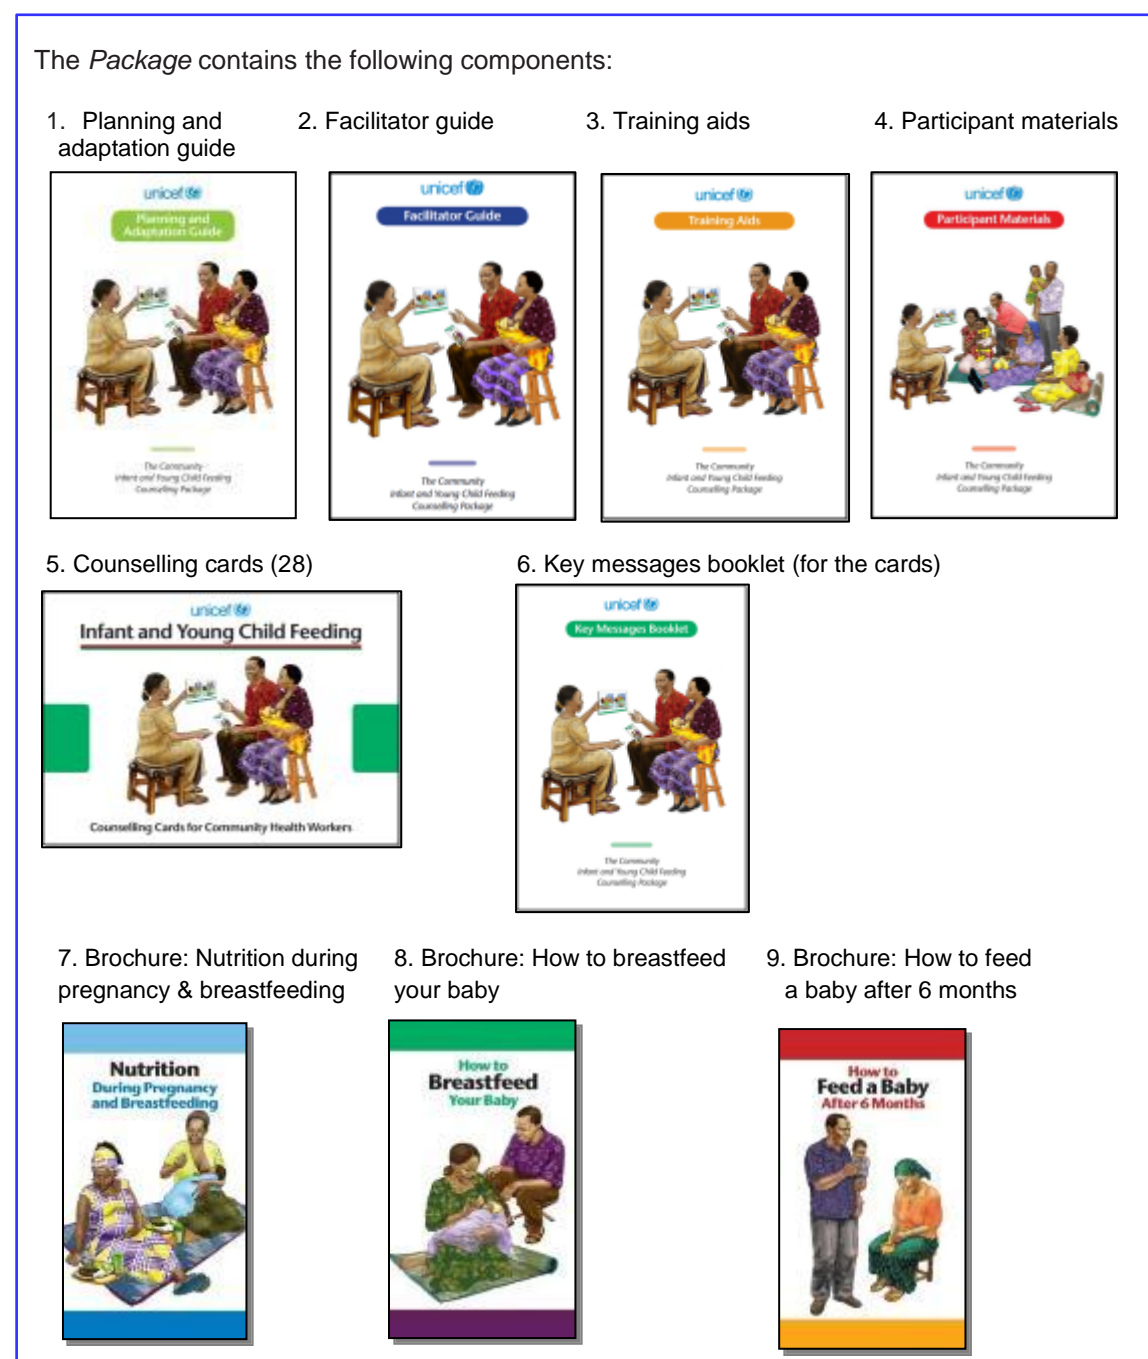 The Package contains the following components:
1. Planning and
adaptation guide
2. Facilitator guide
3. Training aids
4. Participant materials
unicef
Planning and
Adaptation Guide
The Community
Infant and Young Child Feeding
Counselling Package
unicef
Facilitator Guide
The Community
Infant and Young Child Feeding
Counselling Package
unicef
Training Aids
The Community
Infant and Young Child Feeding
Counselling Package
unicef
Participant Materials
The Community
Infant and Young Child Feeding
Counselling Package
5. Counselling cards (28)
6. Key messages booklet (for the cards)
unicef
Infant and Young Child Feeding
Counselling Cards for Community Health Workers
unicef
Key Messages Booklet
The Community
Infant and Young Child Feeding
Counselling Package
7. Brochure: Nutrition during
pregnancy & breastfeeding
8. Brochure: How to breastfeed
your baby
9. Brochure: How to feed
a baby after 6 months
Nutrition
During Pregnancy
and Breastfeeding
How to
Breastfeed
Your Baby
How to
Feed a Baby
After 6 Months